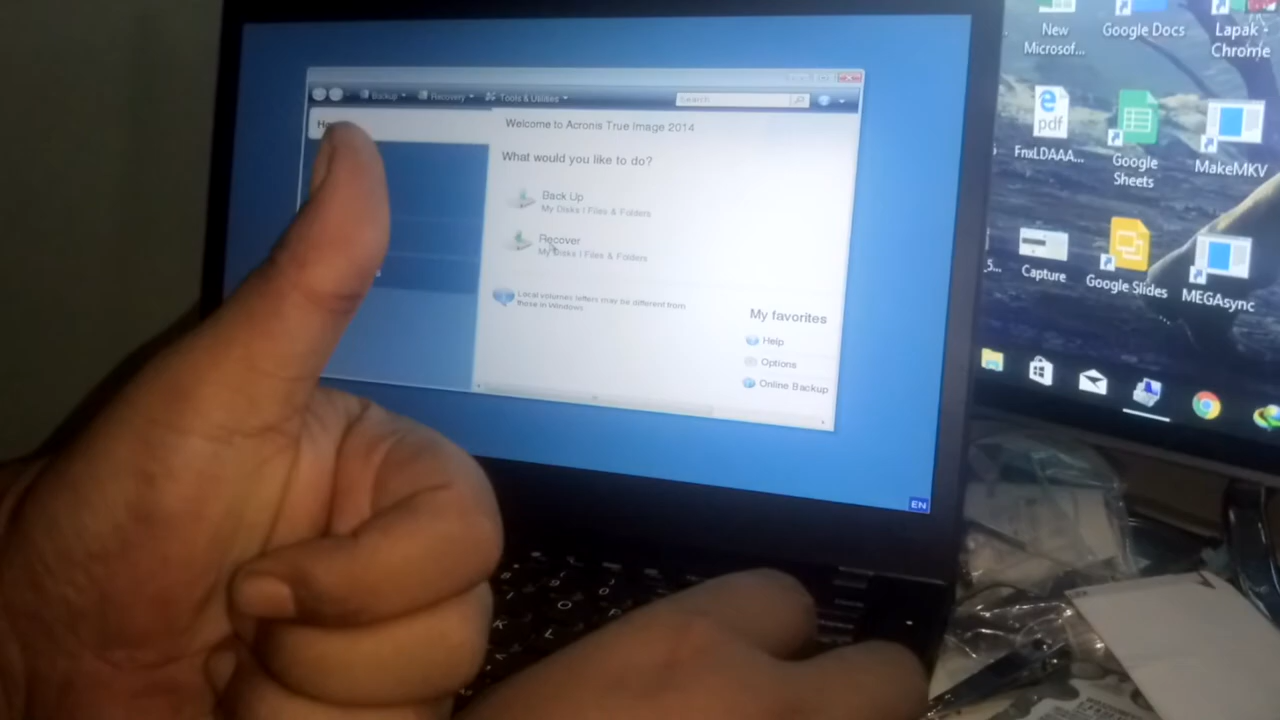 Backup
Recovery
Tools & Utilities
Search
Welcome to Acronis True Image 2014
What would you like to do?
Back Up
My Disks | Files & Folders
Recover
My Disks | Files & Folders
Local volumes letters may be different from
those in Windows
My favorites
Help
Options
Online Backup
EN
New
Microsof...
Google Docs
Lapak -
Chrome
pdf
FnxLDAAA...
Google
Sheets
MakeMKV
5...
Capture
Google Slides
MEGAsync
K
L
O